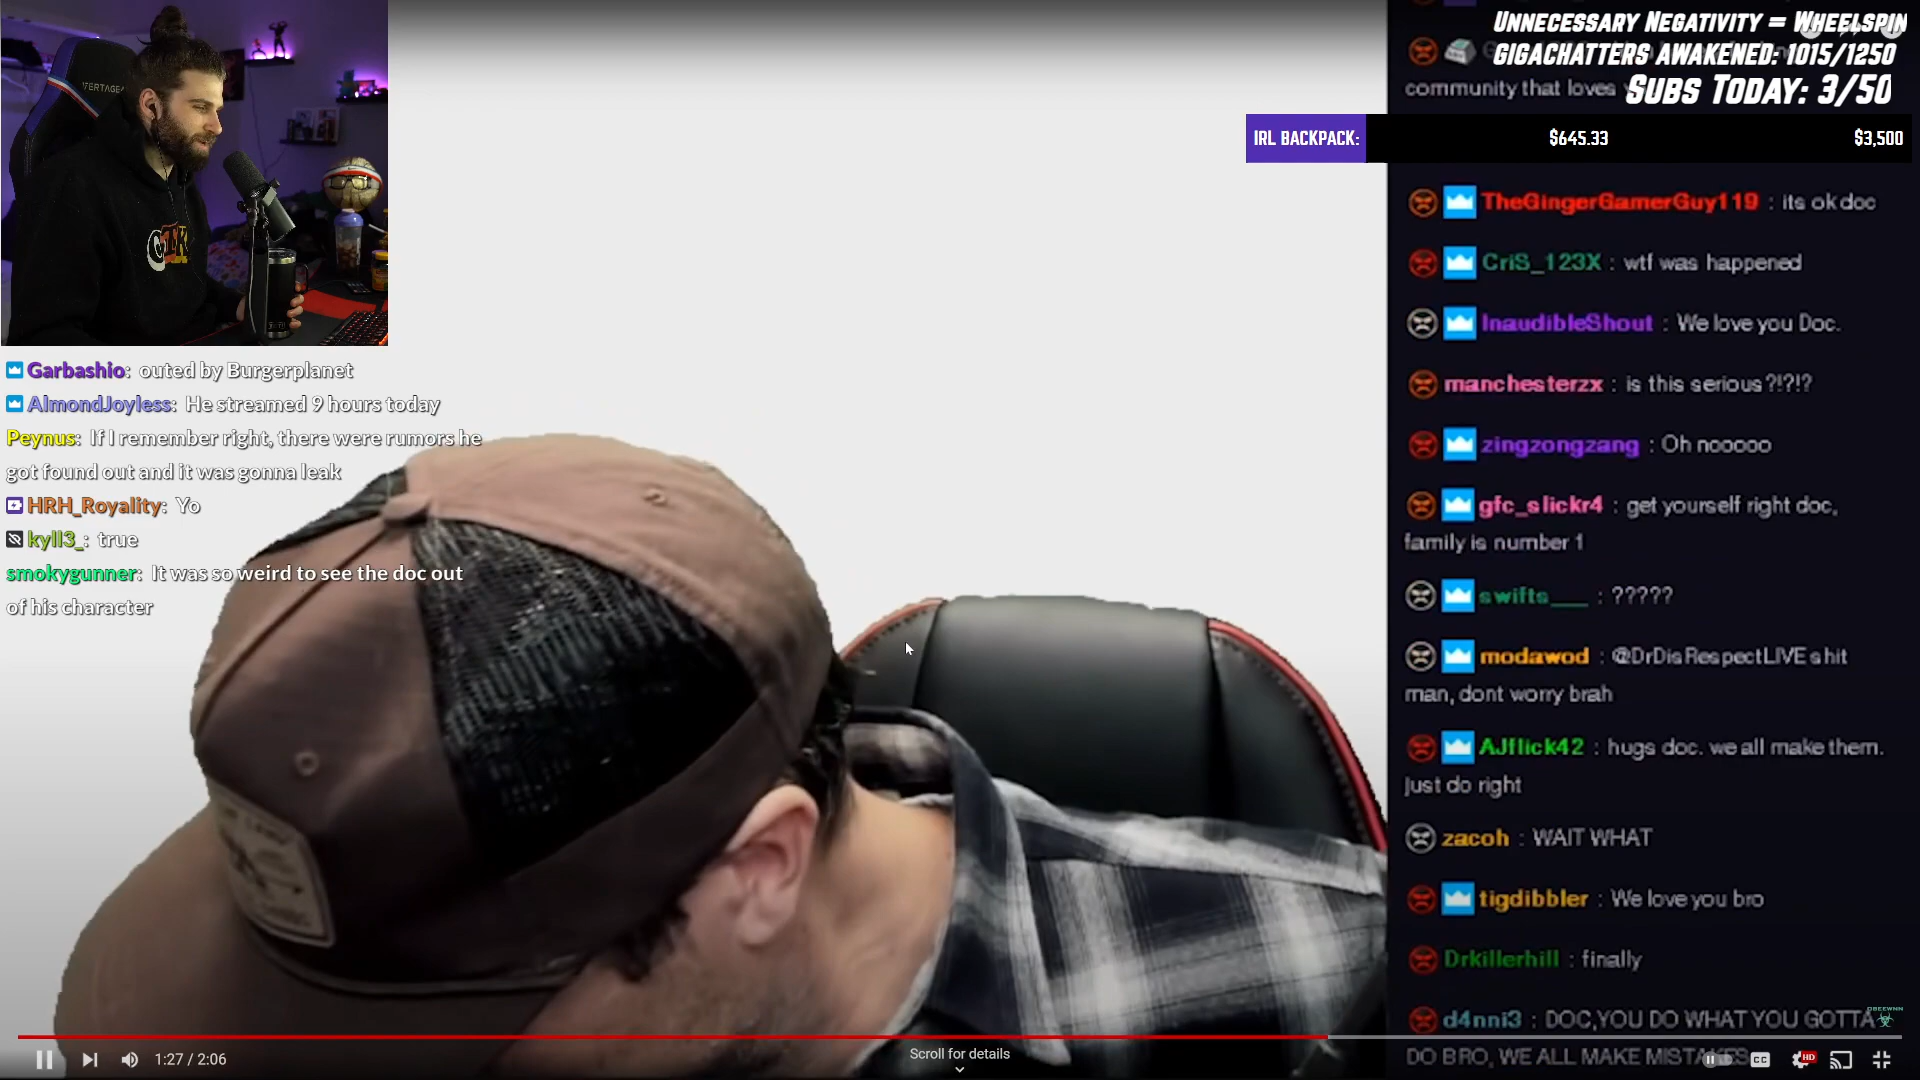 UNNECESSARY NEGATIVITY = WHEELSPIN
GIGACHATTERS AWAKENED: 1015/1250
community that loves
SUBS TODAY: 3/50
IRL BACKPACK: $645.33 $3,500
VERTAGEAR
Garbashio: outed by Burgerplanet
AlmondJoyless: He streamed 9 hours today
Peynus: If I remember right, there were rumors he
got found out and it was gonna leak
HRH_Royality: Yo
kyll3_: true
smokygunner: It was so weird to see the doc out
of his character
TheGingerGamerGuy119 : its ok doc
CriS_123X : wtf was happened
InaudibleShout : We love you Doc.
manchesterzx : is this serious ?!?!?
zingzongzang : Oh nooooo
gfc_slickr4 : get yourself right doc,
family is number 1
swifts___ : ?????
modawod : @DrDisRespectLIVE shit
man, dont worry brah
AJflick42 : hugs doc. we all make them.
just do right
zacoh : WAIT WHAT
tigdibbler : We love you bro
Drkillerhill : finally
d4nni3 : DOC,YOU DO WHAT YOU GOTTA
DO BRO, WE ALL MAKE MISTAKES
OBEEWNN
1:27 / 2:06
Scroll for details
CC
HD